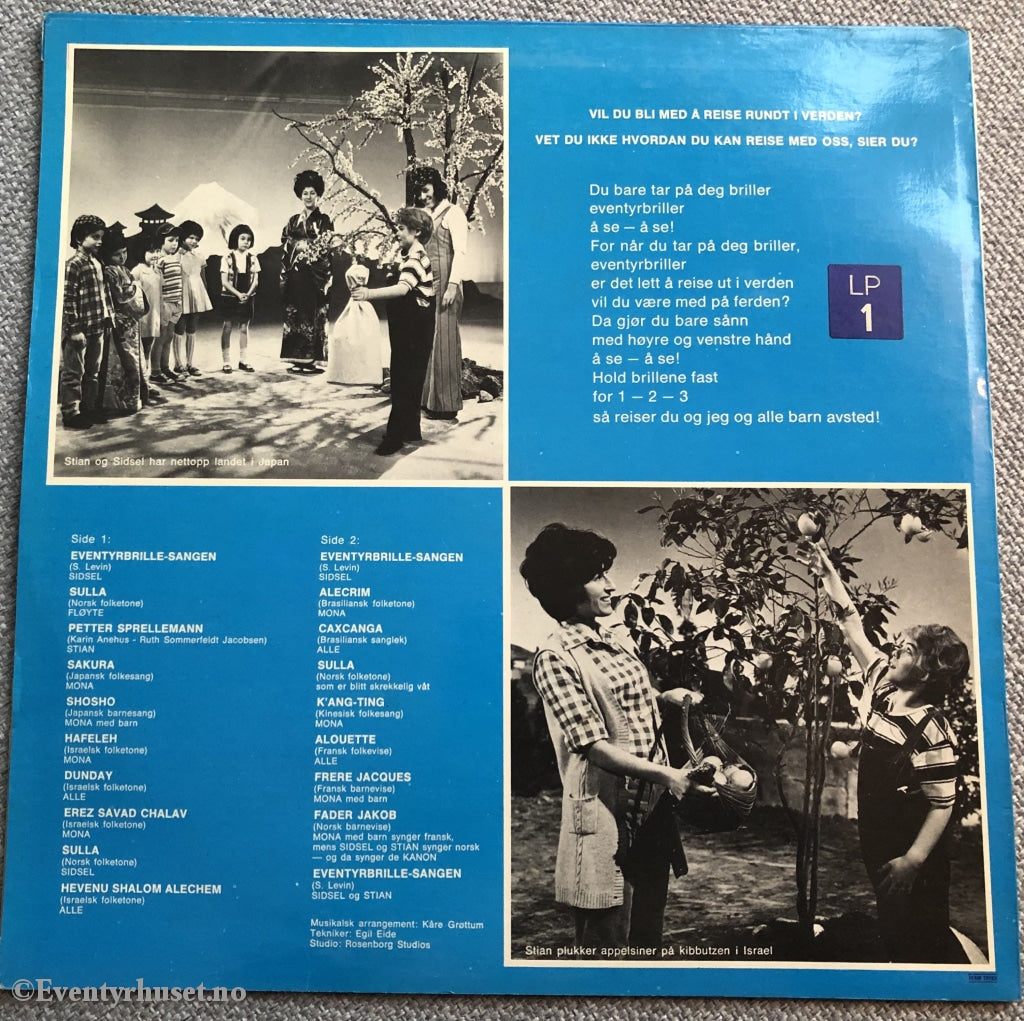 VIL DU BLI MED Å REISE RUNDT I VERDEN?
VET DU IKKE HVORDAN DU KAN REISE MED OSS, SIER DU?
Du bare tar på deg briller
eventyrbriller
å se — å se!
For når du tar på deg briller,
eventyrbriller
er det lett å reise ut i verden
vil du være med på ferden?
Da gjør du bare sånn
med høyre og venstre hånd
å se — å se!
Hold brillene fast
for 1 — 2 — 3
så reiser du og jeg og alle barn avsted!
LP
1
Stian og Sidsel har nettopp landet i Japan
Side 1:
EVENTYRBRILLE-SANGEN
(S. Levin)
SIDSEL
SULLA
(Norsk folketone)
FLØYTE
PETTER SPRELLEMANN
(Karin Anehus - Ruth Sommerfeldt Jacobsen)
STIAN
SAKURA
(Japansk folkesang)
MONA
SHOSHO
(Japansk barnesang)
MONA med barn
HAFELEH
(Israelsk folketone)
MONA
DUNDAY
(Israelsk folketone)
ALLE
EREZ SAVAD CHALAV
(Israelsk folketone)
MONA
SULLA
(Norsk folketone)
SIDSEL
HEVENU SHALOM ALECHEM
(Israelsk folketone)
ALLE
Side 2:
EVENTYRBRILLE-SANGEN
(S. Levin)
SIDSEL
ALECRIM
(Brasiliansk folketone)
MONA
CAXCANGA
(Brasiliansk sanglek)
ALLE
SULLA
(Norsk folketone)
som er blitt skrekkelig våt
K'ANG-TING
(Kinesisk folkesang)
MONA
ALOUETTE
(Fransk folkevise)
ALLE
FRERE JACQUES
(Fransk barnevise)
MONA med barn
FADER JAKOB
(Norsk barnevise)
MONA med barn synger fransk,
mens SIDSEL og STIAN synger norsk
— og da synger de KANON
EVENTYRBRILLE-SANGEN
(S. Levin)
SIDSEL og STIAN
Musikalsk arrangement: Kåre Grøttum
Tekniker: Egil Eide
Studio: Rosenborg Studios
Stian plukker appelsiner på kibbutzen i Israel
©Eventyrhuset.no